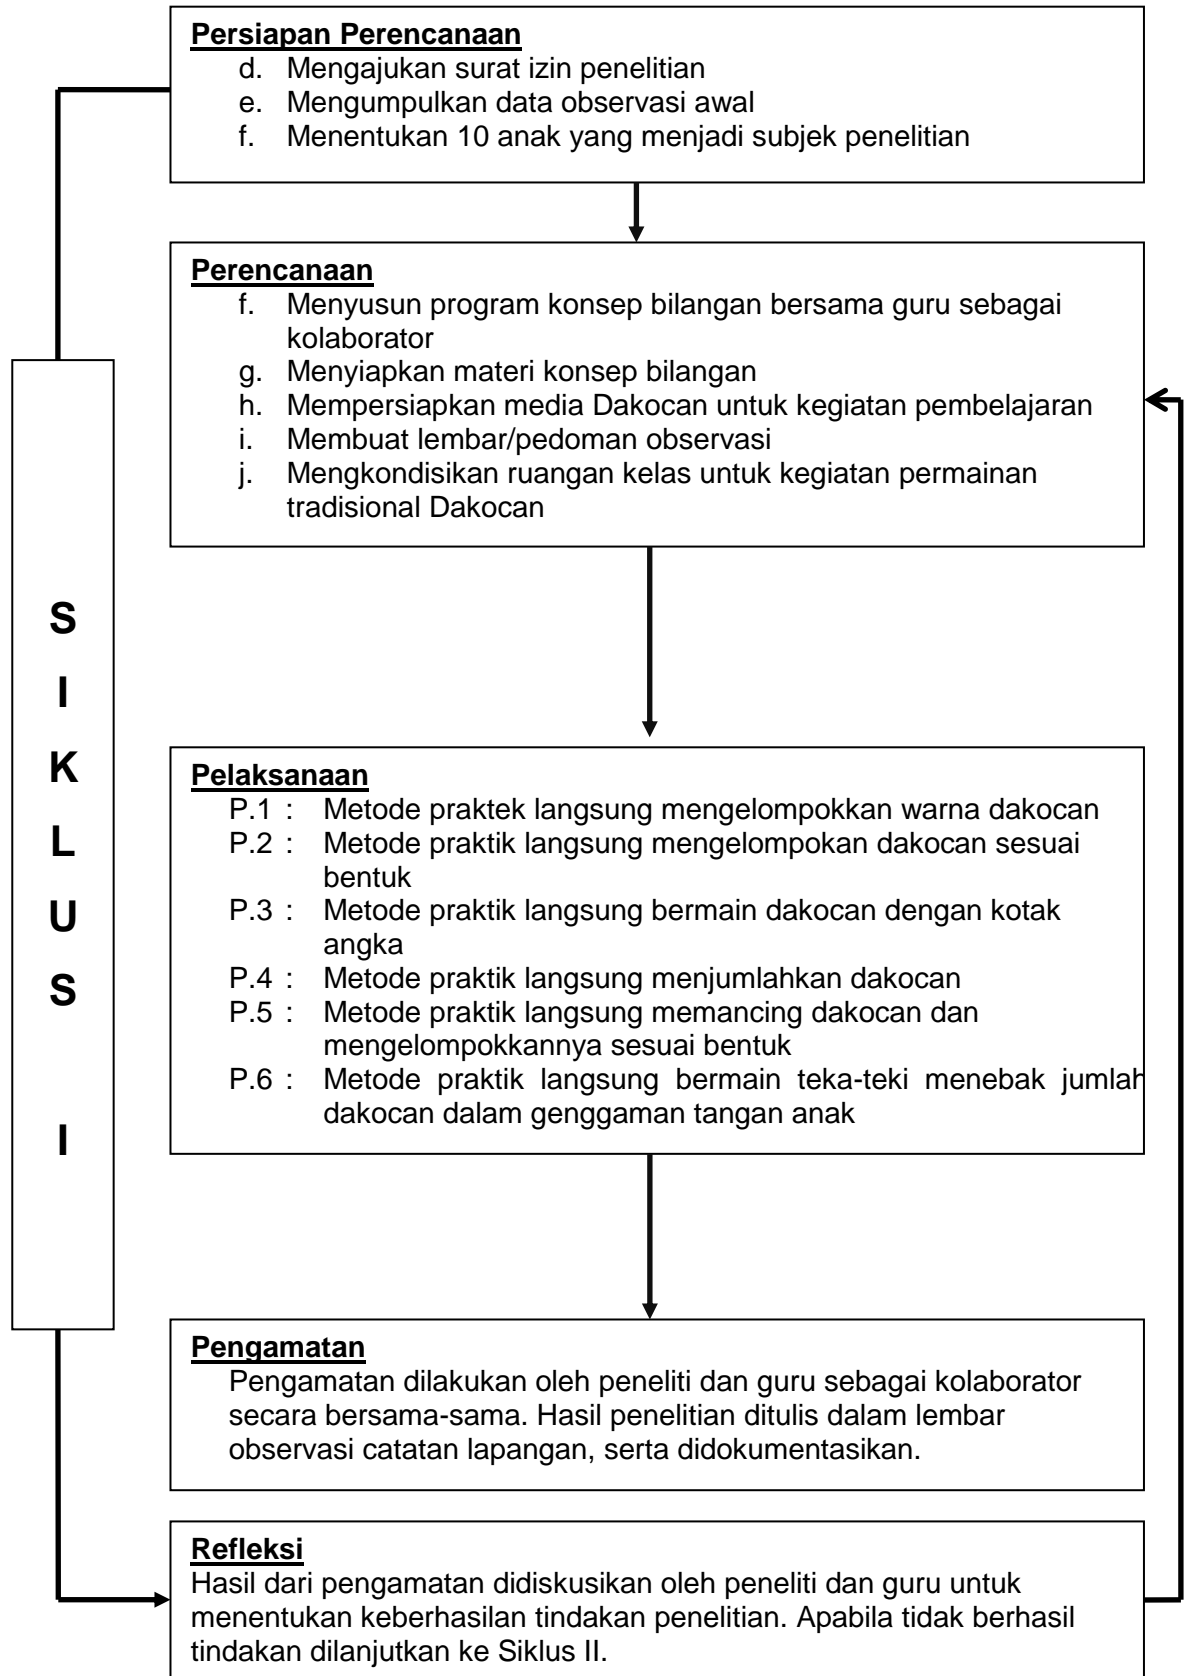 Persiapan Perencanaan
d. Mengajukan surat izin penelitian
e. Mengumpulkan data observasi awal
f. Menentukan 10 anak yang menjadi subjek penelitian
Perencanaan
f. Menyusun program konsep bilangan bersama guru sebagai
kolaborator
g. Menyiapkan materi konsep bilangan
h. Mempersiapkan media Dakocan untuk kegiatan pembelajaran
i. Membuat lembar/pedoman observasi
j. Mengkondisikan ruangan kelas untuk kegiatan permainan
tradisional Dakocan
S
I
K
L
U
S
I
Pelaksanaan
P.1 : Metode praktek langsung mengelompokkan warna dakocan
P.2 : Metode praktik langsung mengelompokan dakocan sesuai
bentuk
P.3 : Metode praktik langsung bermain dakocan dengan kotak
angka
P.4 : Metode praktik langsung menjumlahkan dakocan
P.5 : Metode praktik langsung memancing dakocan dan
mengelompokkannya sesuai bentuk
P.6 : Metode praktik langsung bermain teka-teki menebak jumlah
dakocan dalam genggaman tangan anak
Pengamatan
Pengamatan dilakukan oleh peneliti dan guru sebagai kolaborator
secara bersama-sama. Hasil penelitian ditulis dalam lembar
observasi catatan lapangan, serta didokumentasikan.
Refleksi
Hasil dari pengamatan didiskusikan oleh peneliti dan guru untuk
menentukan keberhasilan tindakan penelitian. Apabila tidak berhasil
tindakan dilanjutkan ke Siklus II.